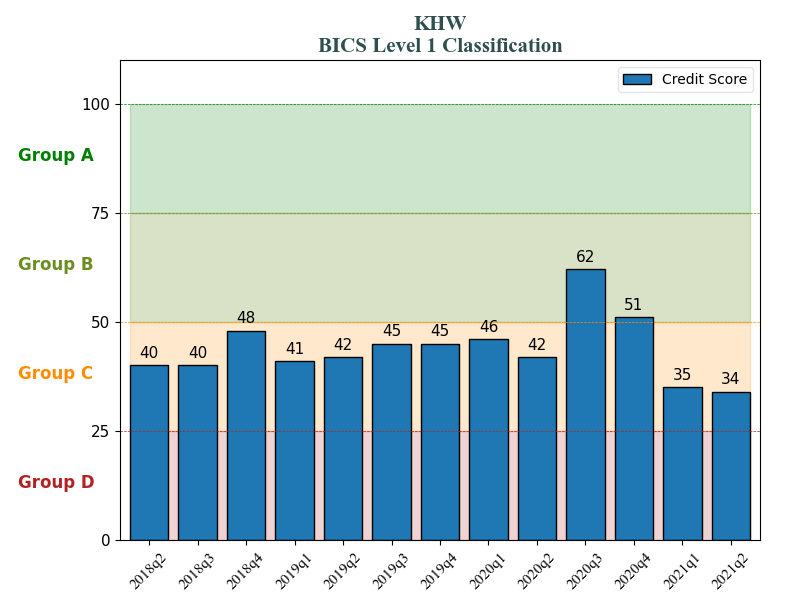 KHW
BICS Level 1 Classification
Credit Score
100
Group A
75
Group B
62
51
50
48
46
45
45
42
42
41
40
40
35
34
Group C
25
Group D
0
2018q2
2018q3
2018q4
2019q1
2019q2
2019q3
2019q4
2020q1
2020q2
2020q3
2020q4
2021q1
2021q2